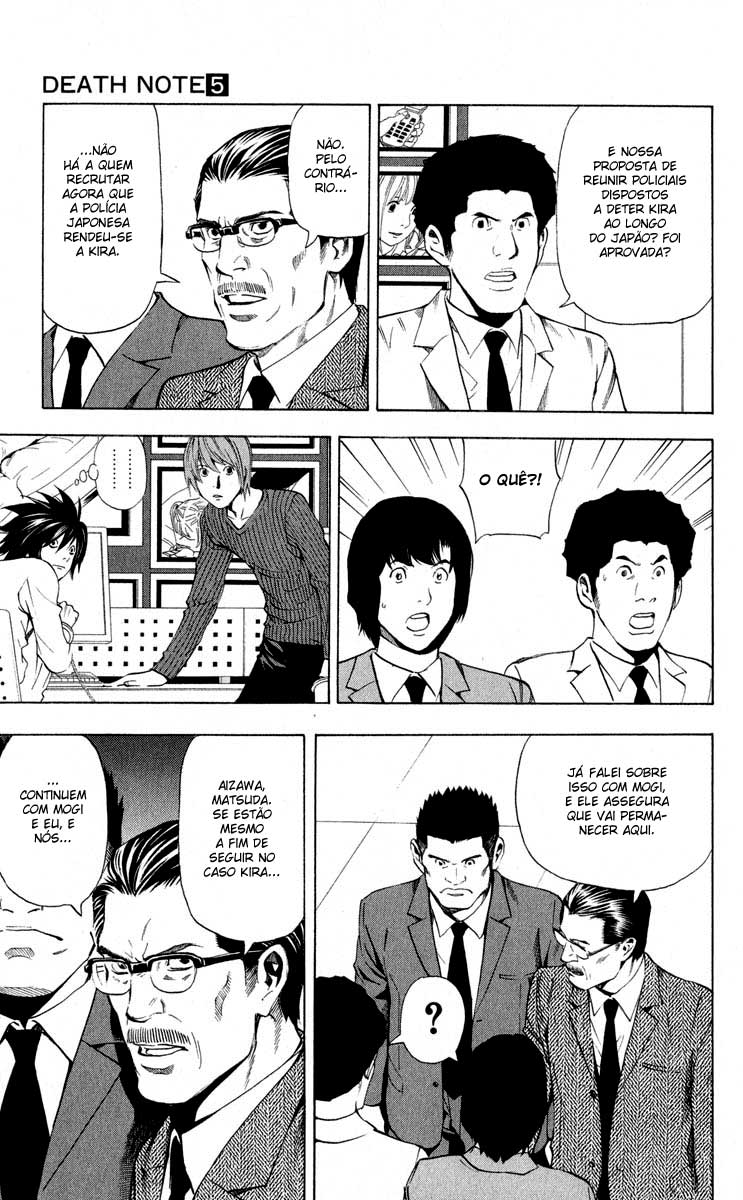 DEATH NOTE 5
E NOSSA
PROPOSTA DE
REUNIR POLICIAIS
DISPOSTOS
A DETER KIRA
AO LONGO
DO JAPÃO? FOI
APROVADA?
NÃO.
PELO
CONTRÁ-
RIO...
...NÃO
HÁ A QUEM
RECRUTAR
AGORA QUE
A POLÍCIA
JAPONESA
RENDEU-SE
A KIRA.
O QUÊ?!
......
JÁ FALEI SOBRE
ISSO COM MOGI,
E ELE ASSEGURA
QUE VAI PERMA-
NECER AQUI.
?
AIZAWA,
MATSUDA.
SE ESTÃO
MESMO
A FIM DE
SEGUIR NO
CASO KIRA...
...
CONTINUEM
COM MOGI
E EU, E
NÓS...